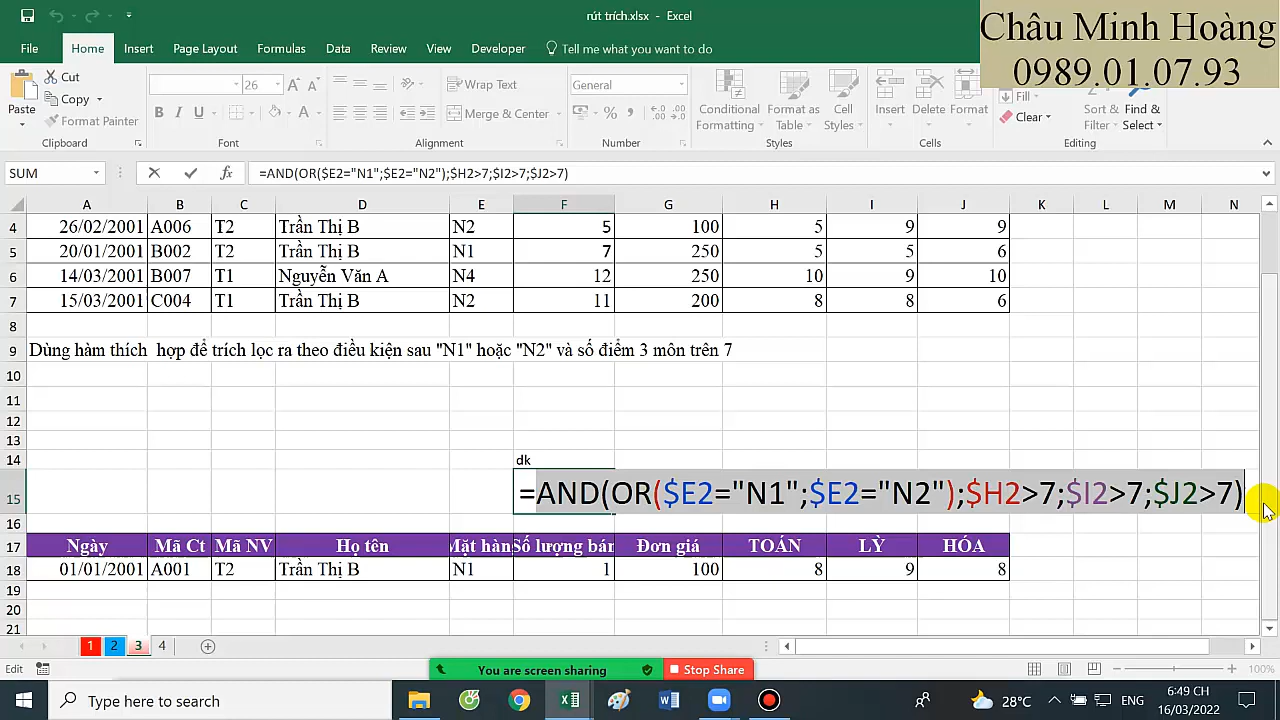 rút trích.xlsx - Excel
Châu Minh Hoàng
0989.01.07.93
File Home Insert Page Layout Formulas Data Review View Developer Tell me what you want to do
Paste
Cut
Copy
Format Painter
Clipboard
26
Font
Wrap Text
Merge & Center
Alignment
General
Number
Conditional Formatting
Format as Table
Cell Styles
Styles
Insert
Delete
Format
Cells
Fill
Clear
Sort & Filter
Find & Select
Editing
SUM
=AND(OR($E2="N1";$E2="N2");$H2>7;$I2>7;$J2>7)
A B C D E F G H I J K L M N
4 26/02/2001 A006 T2 Trần Thị B N2 5 100 5 9 9
5 20/01/2001 B002 T2 Trần Thị B N1 7 250 5 5 6
6 14/03/2001 B007 T1 Nguyễn Văn A N4 12 250 10 9 10
7 15/03/2001 C004 T1 Trần Thị B N2 11 200 8 8 6
8
9 Dùng hàm thích hợp để trích lọc ra theo điều kiện sau "N1" hoặc "N2" và số điểm 3 môn trên 7
10
11
12
13
14 dk
15 =AND(OR($E2="N1";$E2="N2");$H2>7;$I2>7;$J2>7)
16
17 Ngày Mã Ct Mã NV Họ tên Mặt hàn Số lượng bán Đơn giá TOÁN LỲ HÓA
18 01/01/2001 A001 T2 Trần Thị B N1 1 100 8 9 8
19
20
21
1 2 3 4
Edit
You are screen sharing
Stop Share
100%
Type here to search
28°C
ENG
6:49 CH
16/03/2022